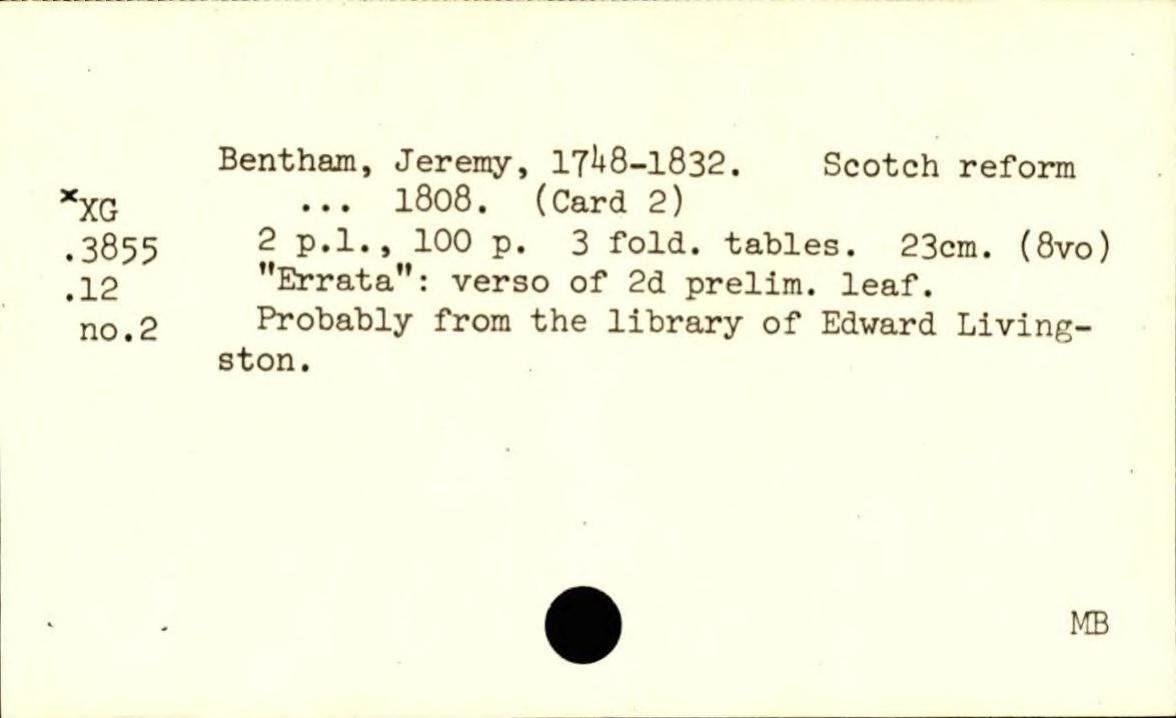 Bentham, Jeremy, 1748-1832. Scotch reform
*XG ... 1808. (Card 2)
.3855 2 p.l., 100 p. 3 fold. tables. 23cm. (8vo)
.12 "Errata": verso of 2d prelim. leaf.
no.2 Probably from the library of Edward Living-
ston.
MB